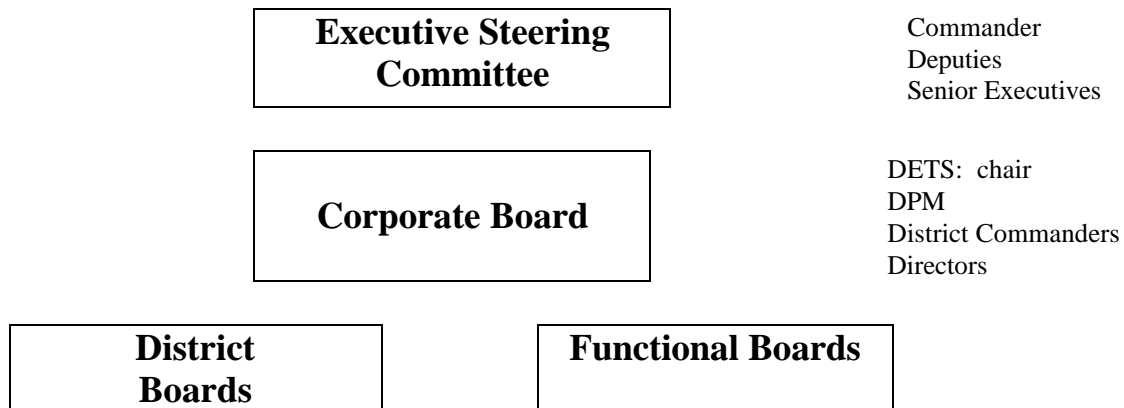 Executive Steering
Committee
Commander
Deputies
Senior Executives
Corporate Board
DETS: chair
DPM
District Commanders
Directors
District
Boards
Functional Boards